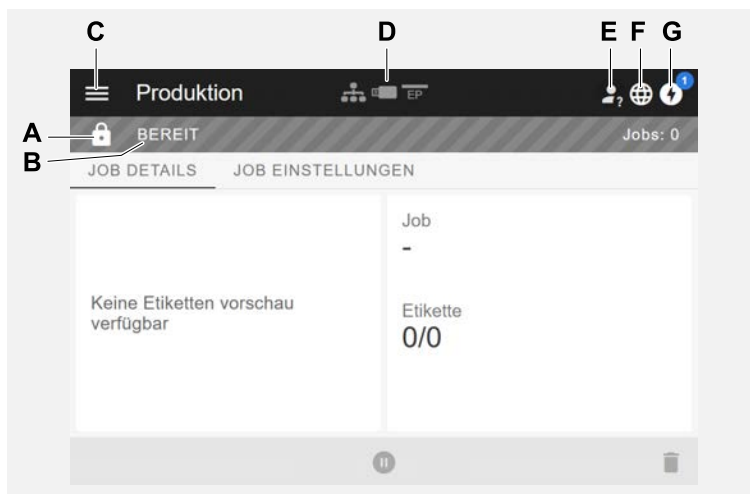 C D E F G
Produktion EP 1
A BEREIT Jobs: 0
B
JOB DETAILS JOB EINSTELLUNGEN
Job
-
Keine Etiketten vorschau
verfügbar
Etikette
0/0